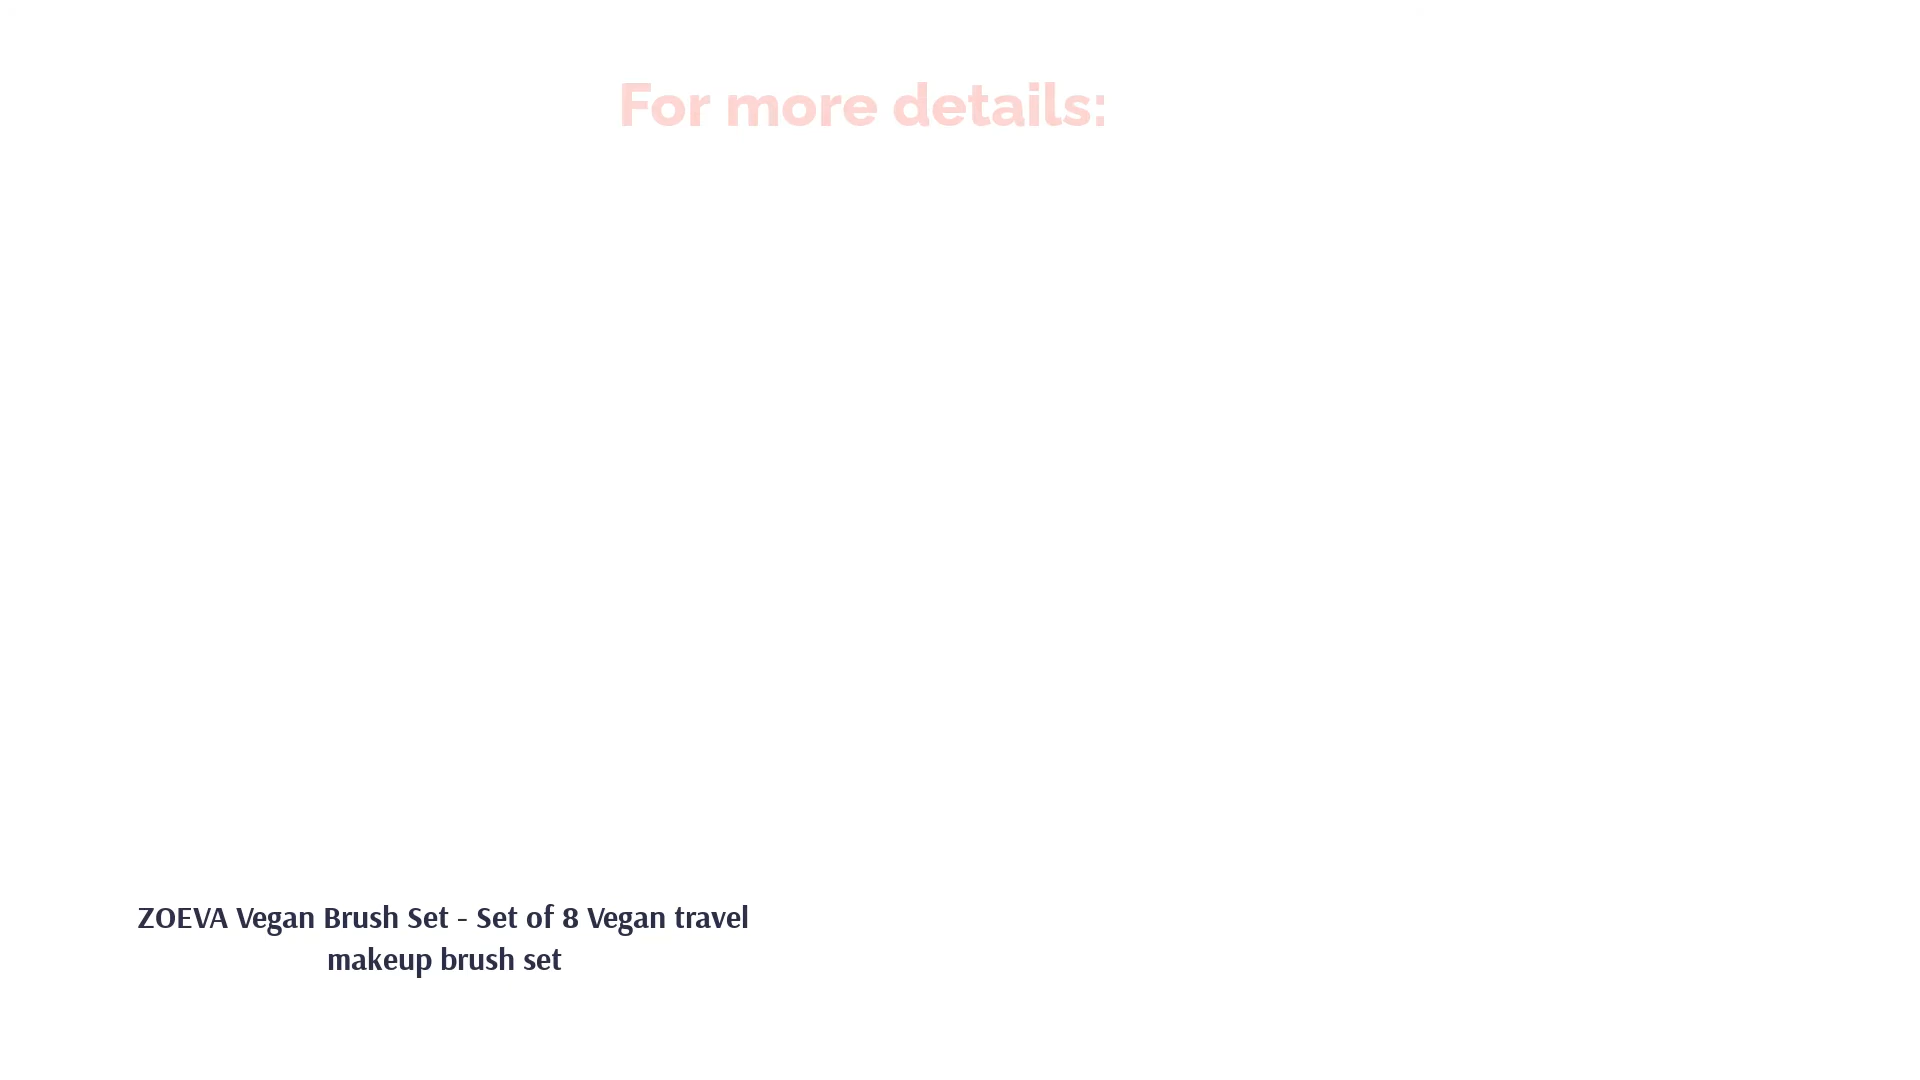 For more details:
ZOEVA Vegan Brush Set - Set of 8 Vegan travel
makeup brush set